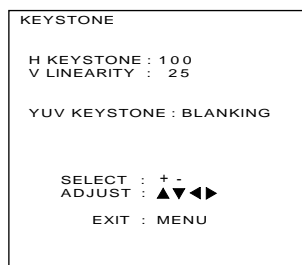 KEYSTONE
H KEYSTONE : 100
V LINEARITY : 25
YUV KEYSTONE : BLANKING
SELECT : + -
ADJUST : ▲▼◀▶
EXIT : MENU